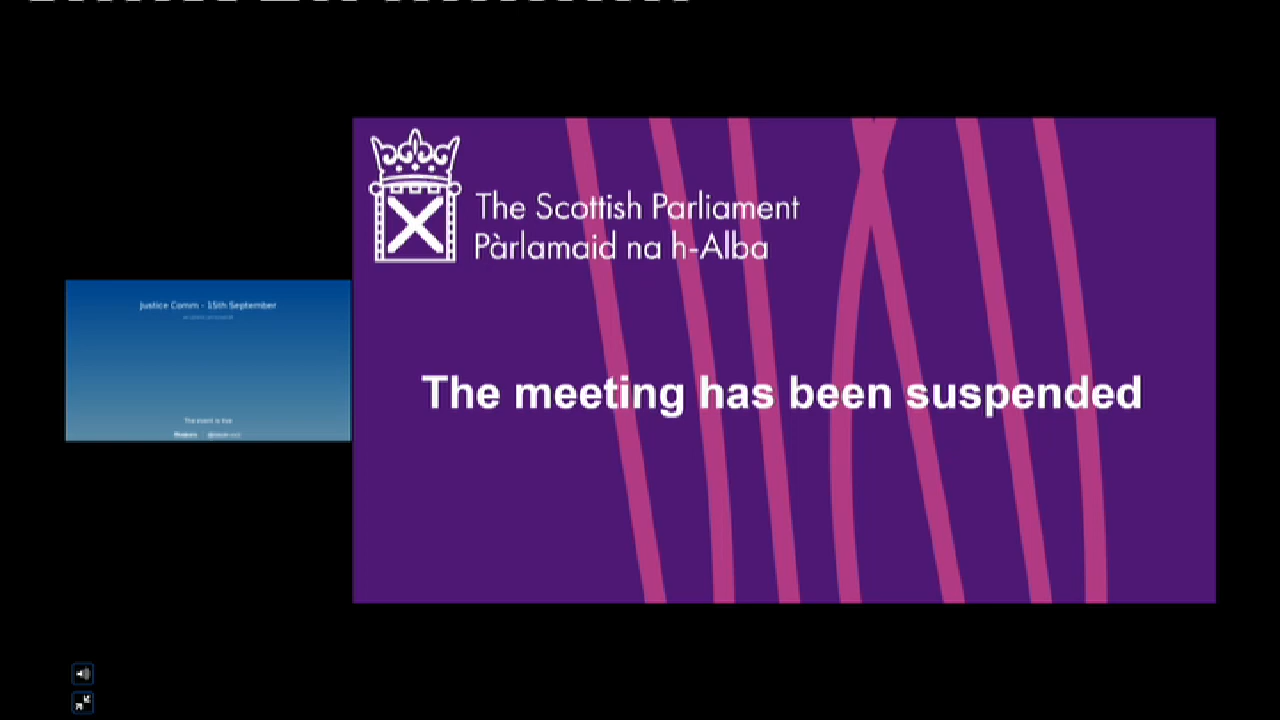 The Scottish Parliament
Pàrlamaid na h-Alba
Justice Comm - 15th September
The meeting has been suspended
The event is live